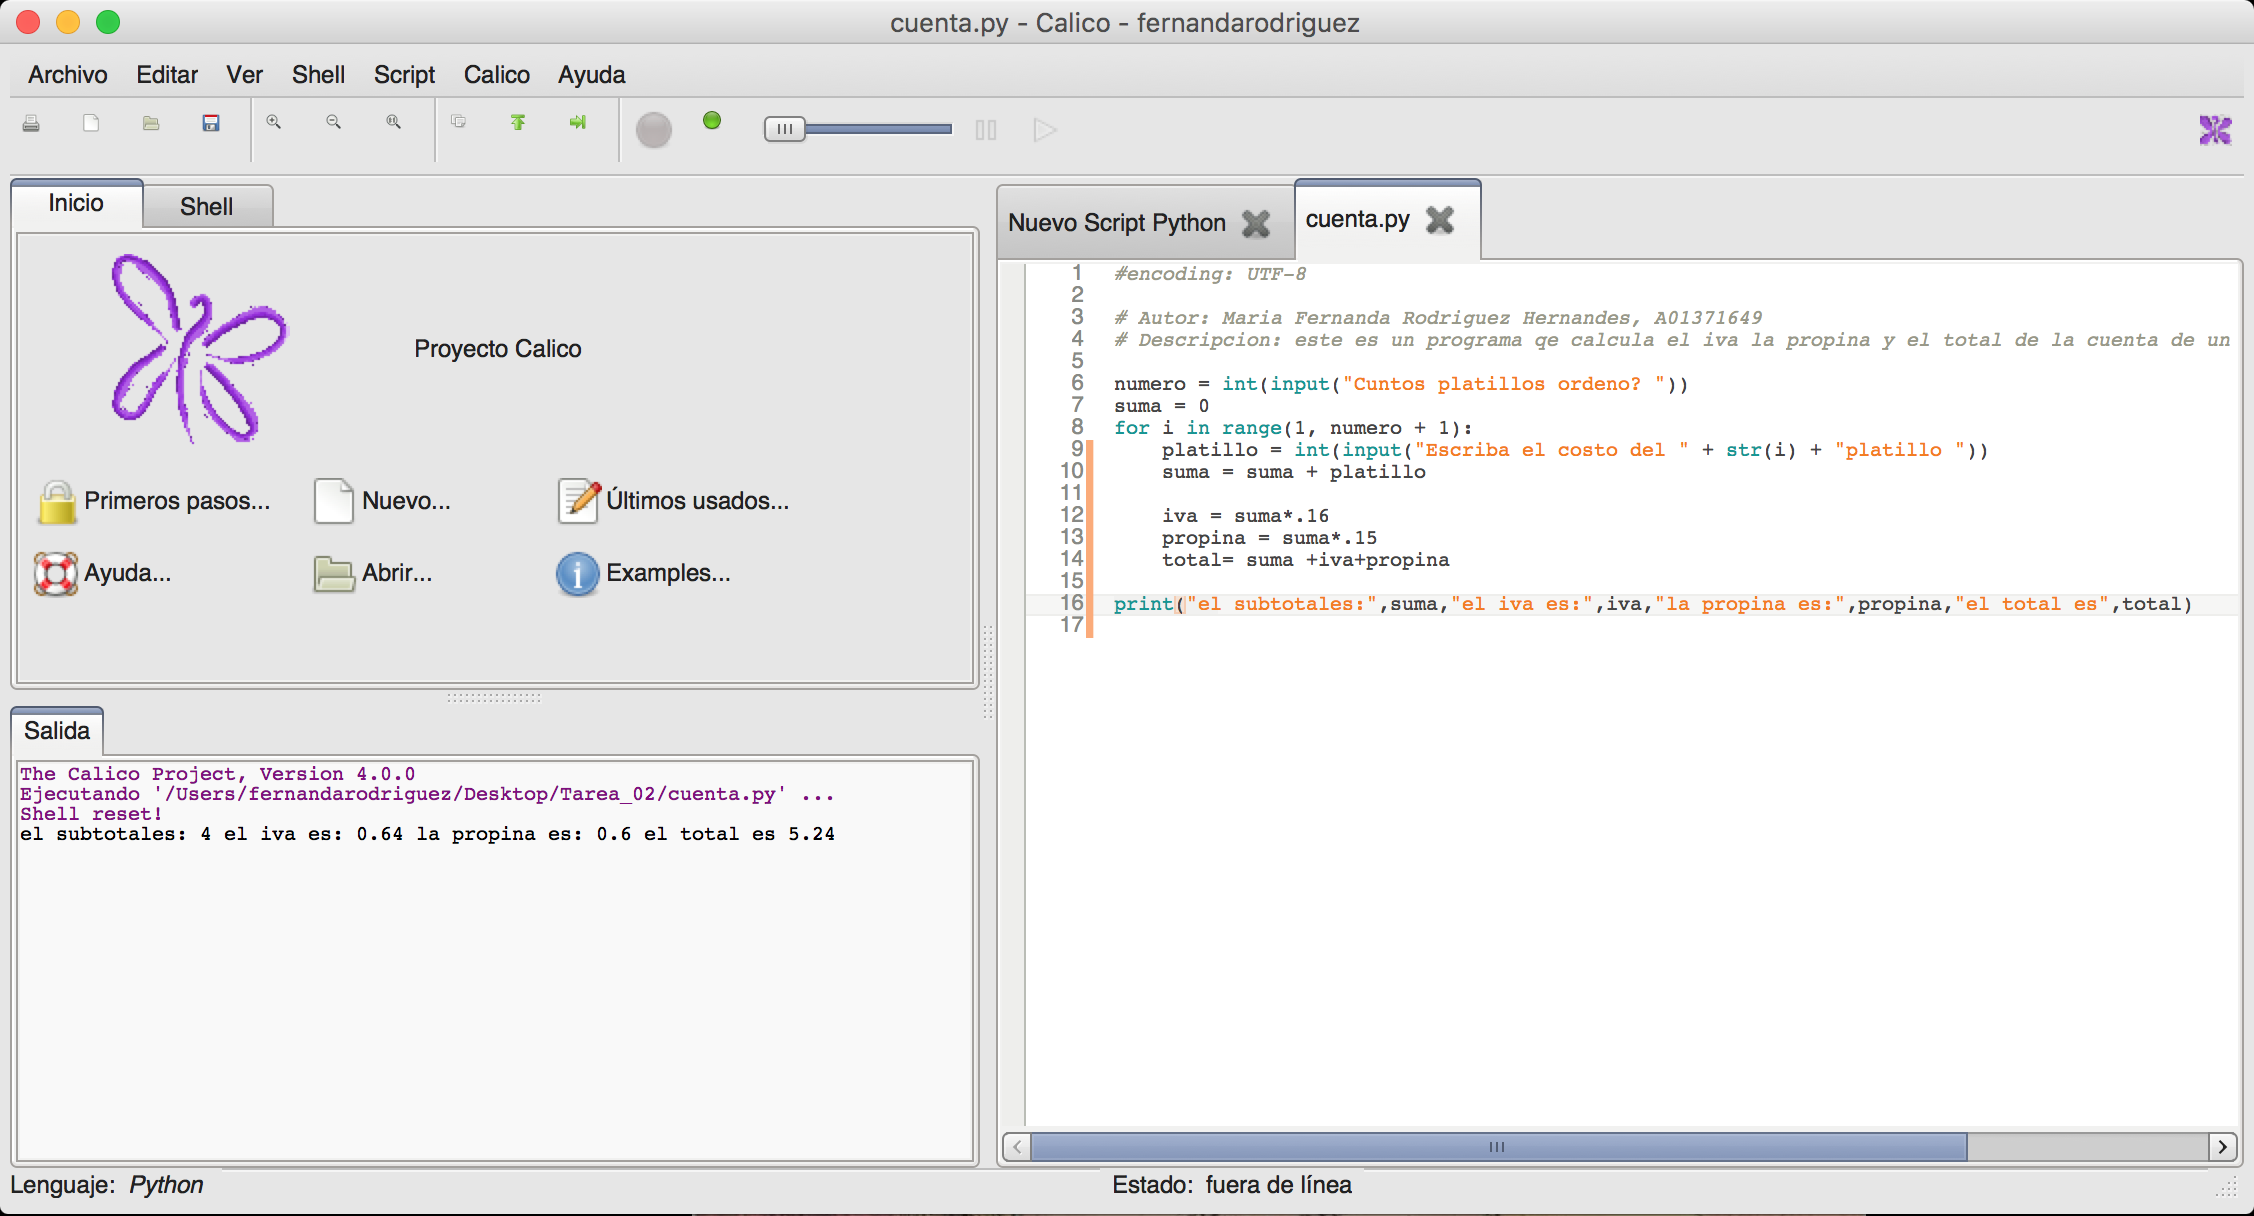 cuenta.py - Calico - fernandarodriguez
Archivo Editar Ver Shell Script Calico Ayuda
Inicio Shell
Proyecto Calico
Primeros pasos... Nuevo... Últimos usados...
Ayuda... Abrir... Examples...
Salida
The Calico Project, Version 4.0.0
Ejecutando '/Users/fernandarodriguez/Desktop/Tarea_02/cuenta.py' ...
Shell reset!
el subtotales: 4 el iva es: 0.64 la propina es: 0.6 el total es 5.24
Nuevo Script Python cuenta.py
1 #encoding: UTF-8
2
3 # Autor: Maria Fernanda Rodriguez Hernandes, A01371649
4 # Descripcion: este es un programa qe calcula el iva la propina y el total de la cuenta de un
5
6 numero = int(input("Cuntos platillos ordeno? "))
7 suma = 0
8 for i in range(1, numero + 1):
9     platillo = int(input("Escriba el costo del " + str(i) + "platillo "))
10     suma = suma + platillo
11
12     iva = suma*.16
13     propina = suma*.15
14     total= suma +iva+propina
15
16 print("el subtotales:",suma,"el iva es:",iva,"la propina es:",propina,"el total es",total)
17
Lenguaje: Python
Estado: fuera de línea